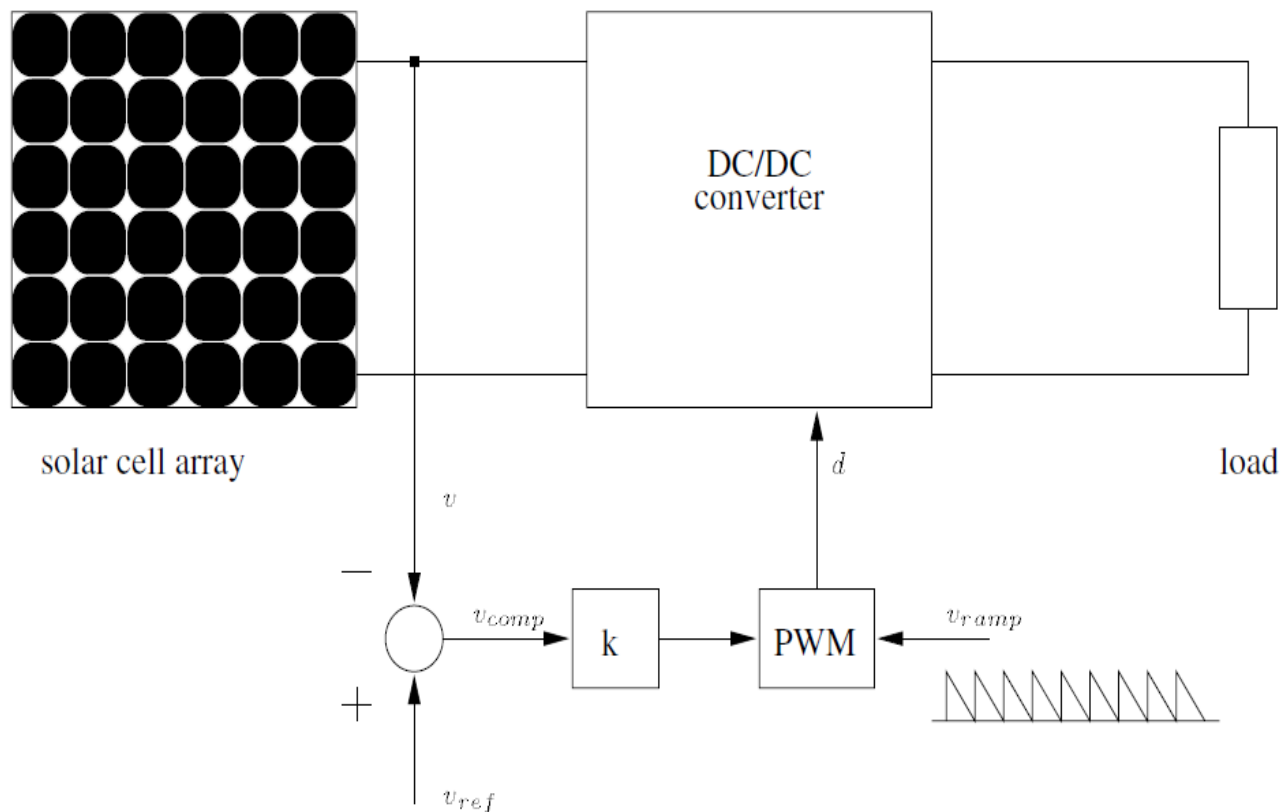 DC/DC
converter
solar cell array
d
load
v
−
v_comp
k
PWM
v_ramp
+
v_ref